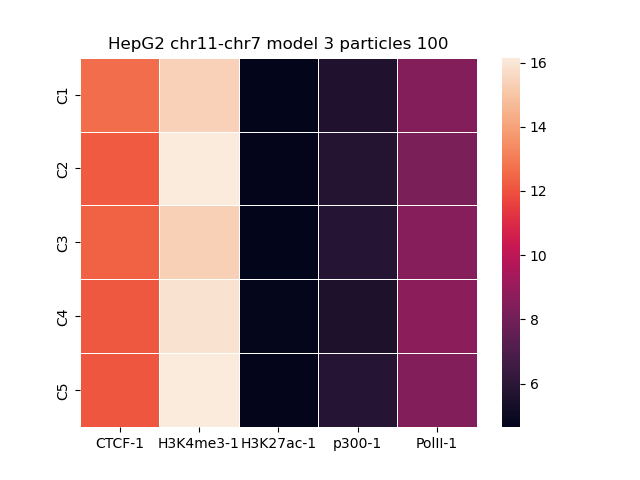 HepG2 chr11-chr7 model 3 particles 100
C1
C2
C3
C4
C5
CTCF-1 H3K4me3-1 H3K27ac-1 p300-1 PolII-1
16
14
12
10
8
6